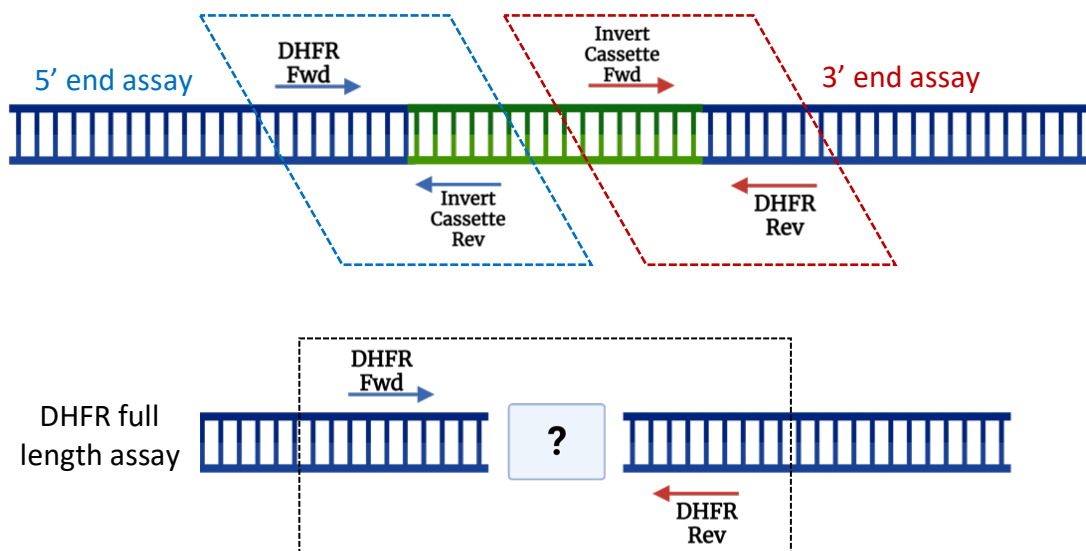 5' end assay
DHFR
Fwd
Invert
Cassette
Fwd
3' end assay
Invert
Cassette
Rev
DHFR
Rev
DHFR full
length assay
DHFR
Fwd
?
DHFR
Rev